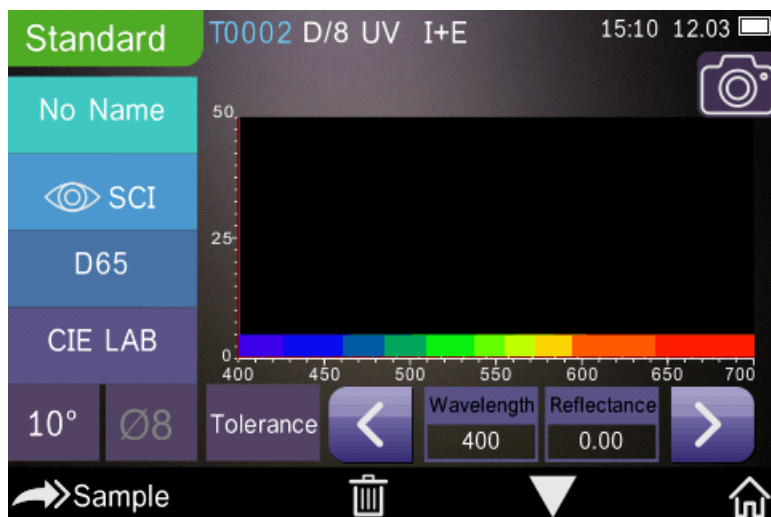 Standard T0002 D/8 UV I+E 15:10 12.03
No Name
SCI
D65
CIE LAB
10° Ø8
50
25
0
400 450 500 550 600 650 700
Tolerance
Wavelength Reflectance
400 0.00
Sample